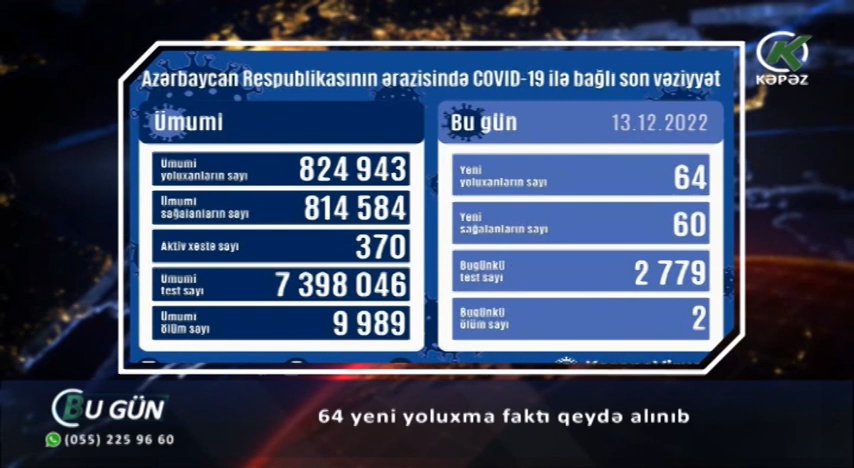 KƏPƏZ
Azərbaycan Respublikasının ərazisində COVID-19 ilə bağlı son vəziyyət
Ümumi
Ümumi
yoluxanların sayı
824 943
Ümumi
sağalanların sayı
814 584
Aktiv xəstə sayı
370
Ümumi
test sayı
7 398 046
Ümumi
ölüm sayı
9 989
Bu gün
13.12.2022
Yeni
yoluxanların sayı
64
Yeni
sağalanların sayı
60
Bugünkü
test sayı
2 779
Bugünkü
ölüm sayı
2
BU GÜN
(055) 225 96 60
64 yeni yoluxma faktı qeydə alınıb